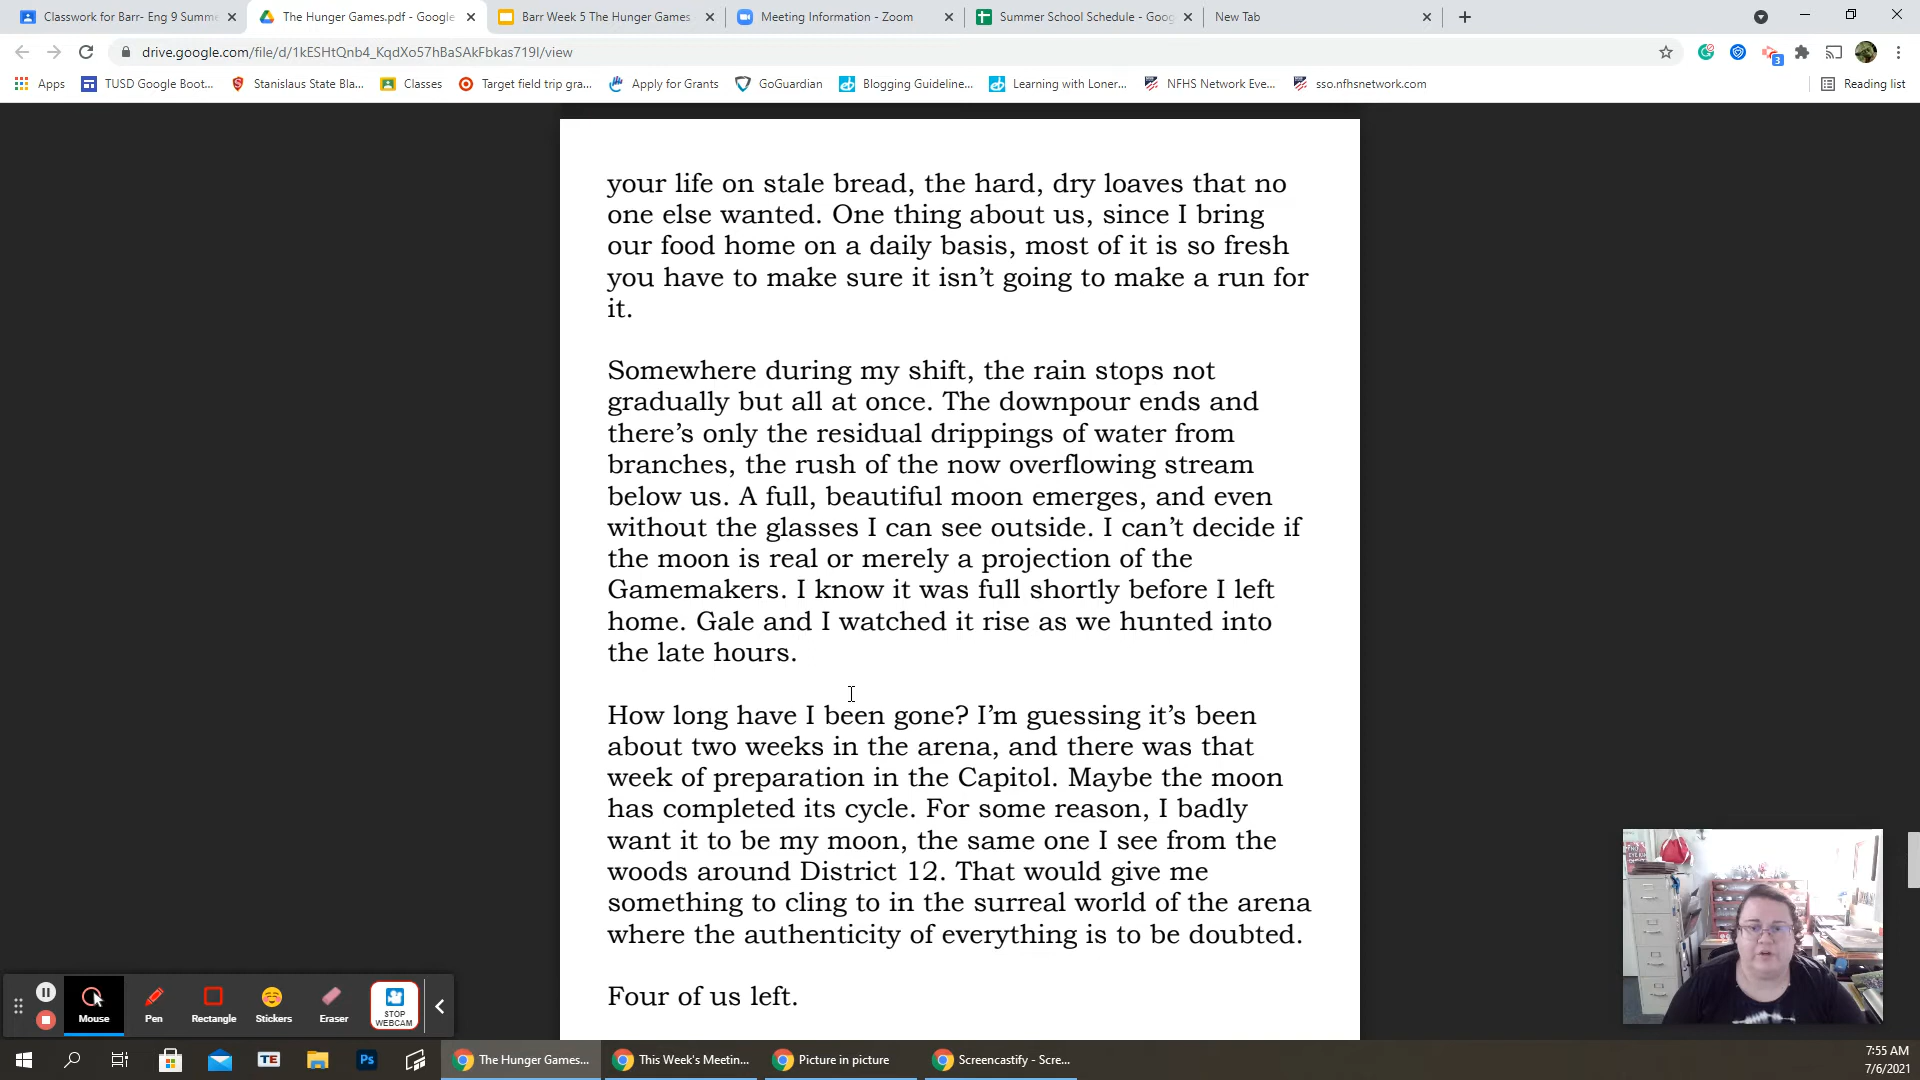 Classwork for Barr- Eng 9 Summe
The Hunger Games.pdf - Google
Barr Week 5 The Hunger Games
Meeting Information - Zoom
Summer School Schedule - Goog
New Tab
drive.google.com/file/d/1kESHtQnb4_KqdXo57hBaSAkFbkas719I/view
3
Apps
TUSD Google Boot...
Stanislaus State Bla...
Classes
Target field trip gra...
Apply for Grants
GoGuardian
Blogging Guideline...
Learning with Loner...
NFHS Network Eve...
sso.nfhsnetwork.com
Reading list
your life on stale bread, the hard, dry loaves that no
one else wanted. One thing about us, since I bring
our food home on a daily basis, most of it is so fresh
you have to make sure it isn’t going to make a run for
it.
Somewhere during my shift, the rain stops not
gradually but all at once. The downpour ends and
there’s only the residual drippings of water from
branches, the rush of the now overflowing stream
below us. A full, beautiful moon emerges, and even
without the glasses I can see outside. I can’t decide if
the moon is real or merely a projection of the
Gamemakers. I know it was full shortly before I left
home. Gale and I watched it rise as we hunted into
the late hours.
How long have I been gone? I’m guessing it’s been
about two weeks in the arena, and there was that
week of preparation in the Capitol. Maybe the moon
has completed its cycle. For some reason, I badly
want it to be my moon, the same one I see from the
woods around District 12. That would give me
something to cling to in the surreal world of the arena
where the authenticity of everything is to be doubted.
Four of us left.
Mouse
Pen
Rectangle
Stickers
Eraser
STOP
WEBCAM
TE
Ps
The Hunger Games...
This Week's Meetin...
Picture in picture
Screencastify - Scre...
7:55 AM
7/6/2021